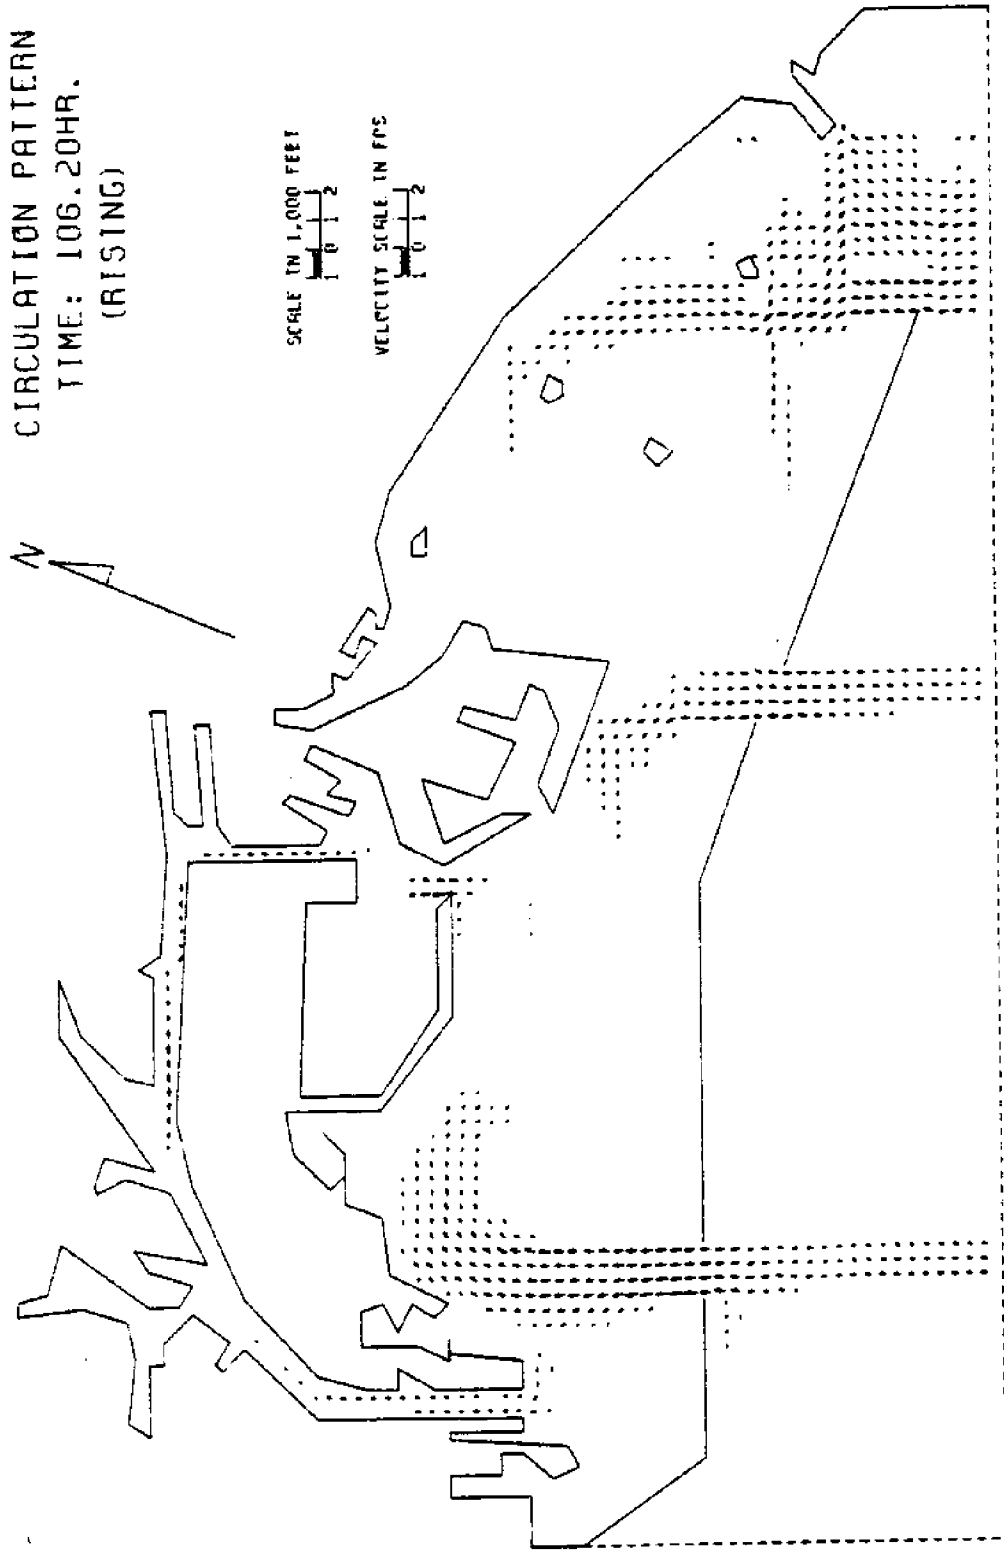 CIRCULATION PATTERN
TIME: 106.20HR.
(RISING)
N
SCALE IN 1,000 FEET
1 0 1 2
VELOCITY SCALE IN FPS
1 0 1 2